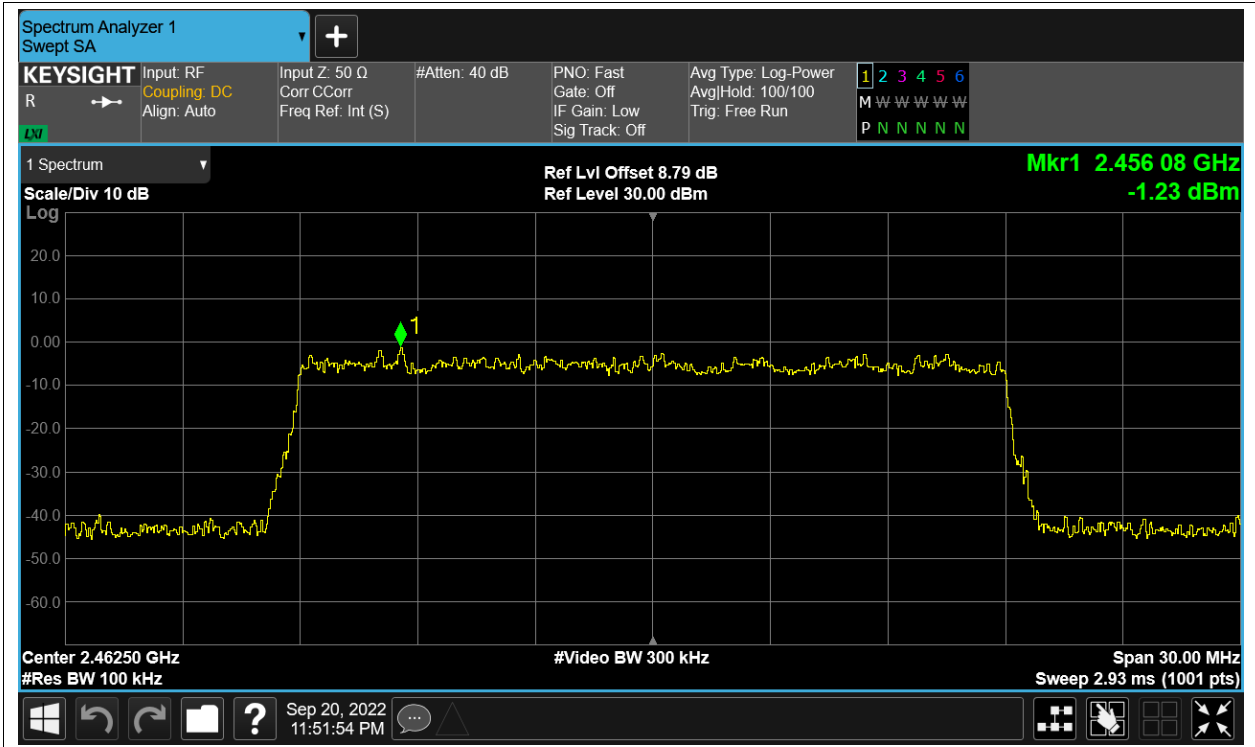 Spectrum Analyzer 1
Swept SA
KEYSIGHT
R
LXI
Input: RF
Coupling: DC
Align: Auto
Input Z: 50 Ω
Corr CCorr
Freq Ref: Int (S)
#Atten: 40 dB
PNO: Fast
Gate: Off
IF Gain: Low
Sig Track: Off
Avg Type: Log-Power
Avg|Hold: 100/100
Trig: Free Run
1 2 3 4 5 6
M W W W W W
P N N N N N
1 Spectrum
Scale/Div 10 dB
Log
Ref Lvl Offset 8.79 dB
Ref Level 30.00 dBm
Mkr1 2.456 08 GHz
-1.23 dBm
20.0
10.0
0.00
-10.0
-20.0
-30.0
-40.0
-50.0
-60.0
1
Center 2.46250 GHz
#Res BW 100 kHz
#Video BW 300 kHz
Span 30.00 MHz
Sweep 2.93 ms (1001 pts)
?
Sep 20, 2022
11:51:54 PM